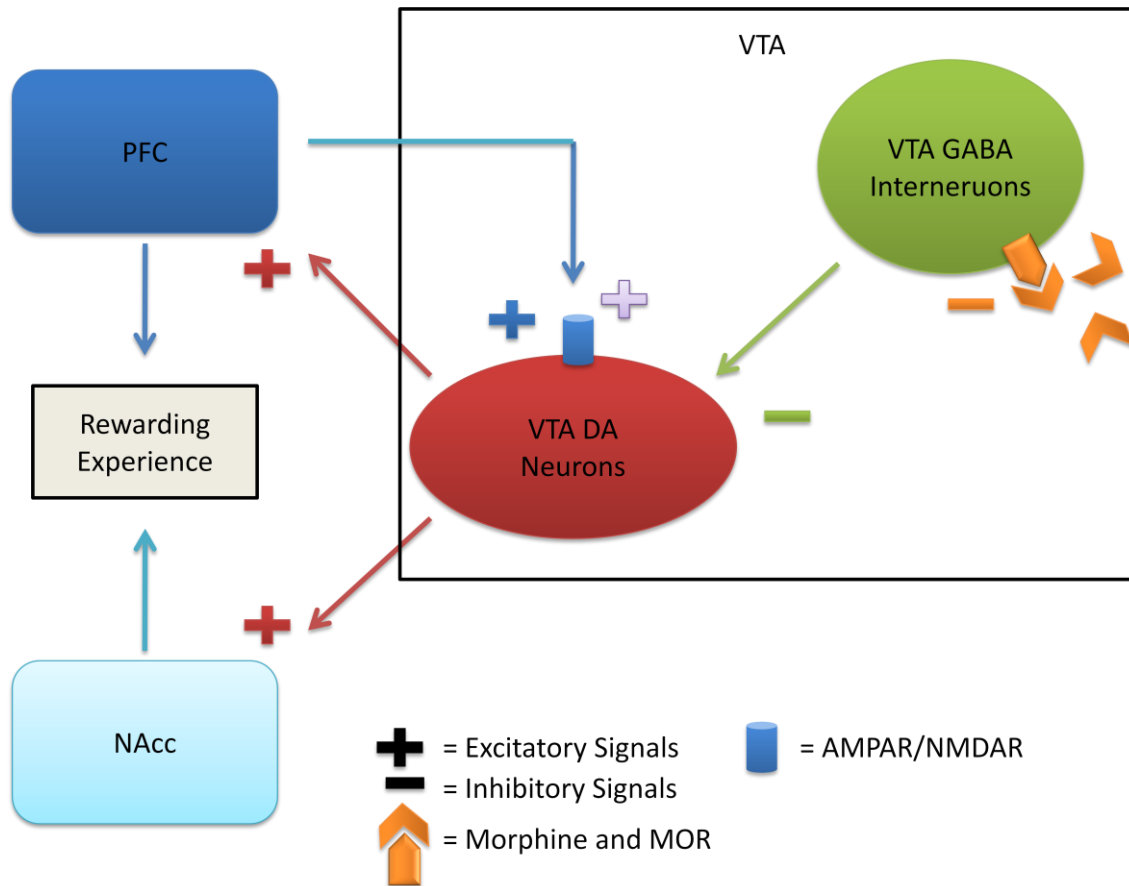 VTA
PFC
VTA GABA
Interneruons
Rewarding
Experience
VTA DA
Neurons
NAcc
= Excitatory Signals
= Inhibitory Signals
= Morphine and MOR
= AMPAR/NMDAR